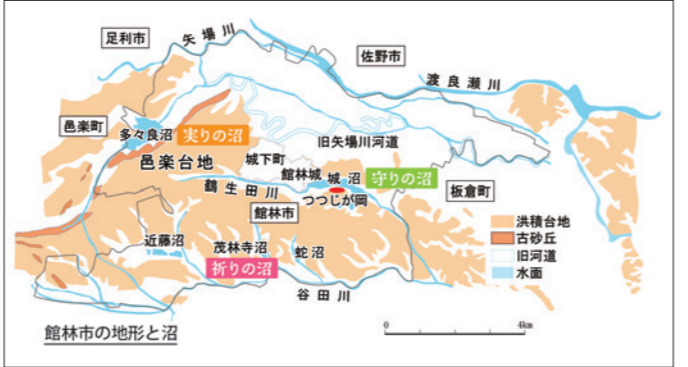 足利市
矢場川
佐野市
渡良瀬川
邑楽町
多々良沼
実りの沼
旧矢場川河道
邑楽台地
城下町
館林城
城沼
守りの沼
鶴生田川
つつじが岡
板倉町
館林市
近藤沼
茂林寺沼
蛇沼
祈りの沼
谷田川
洪積台地
古砂丘
旧河道
水面
0
4km
館林市の地形と沼